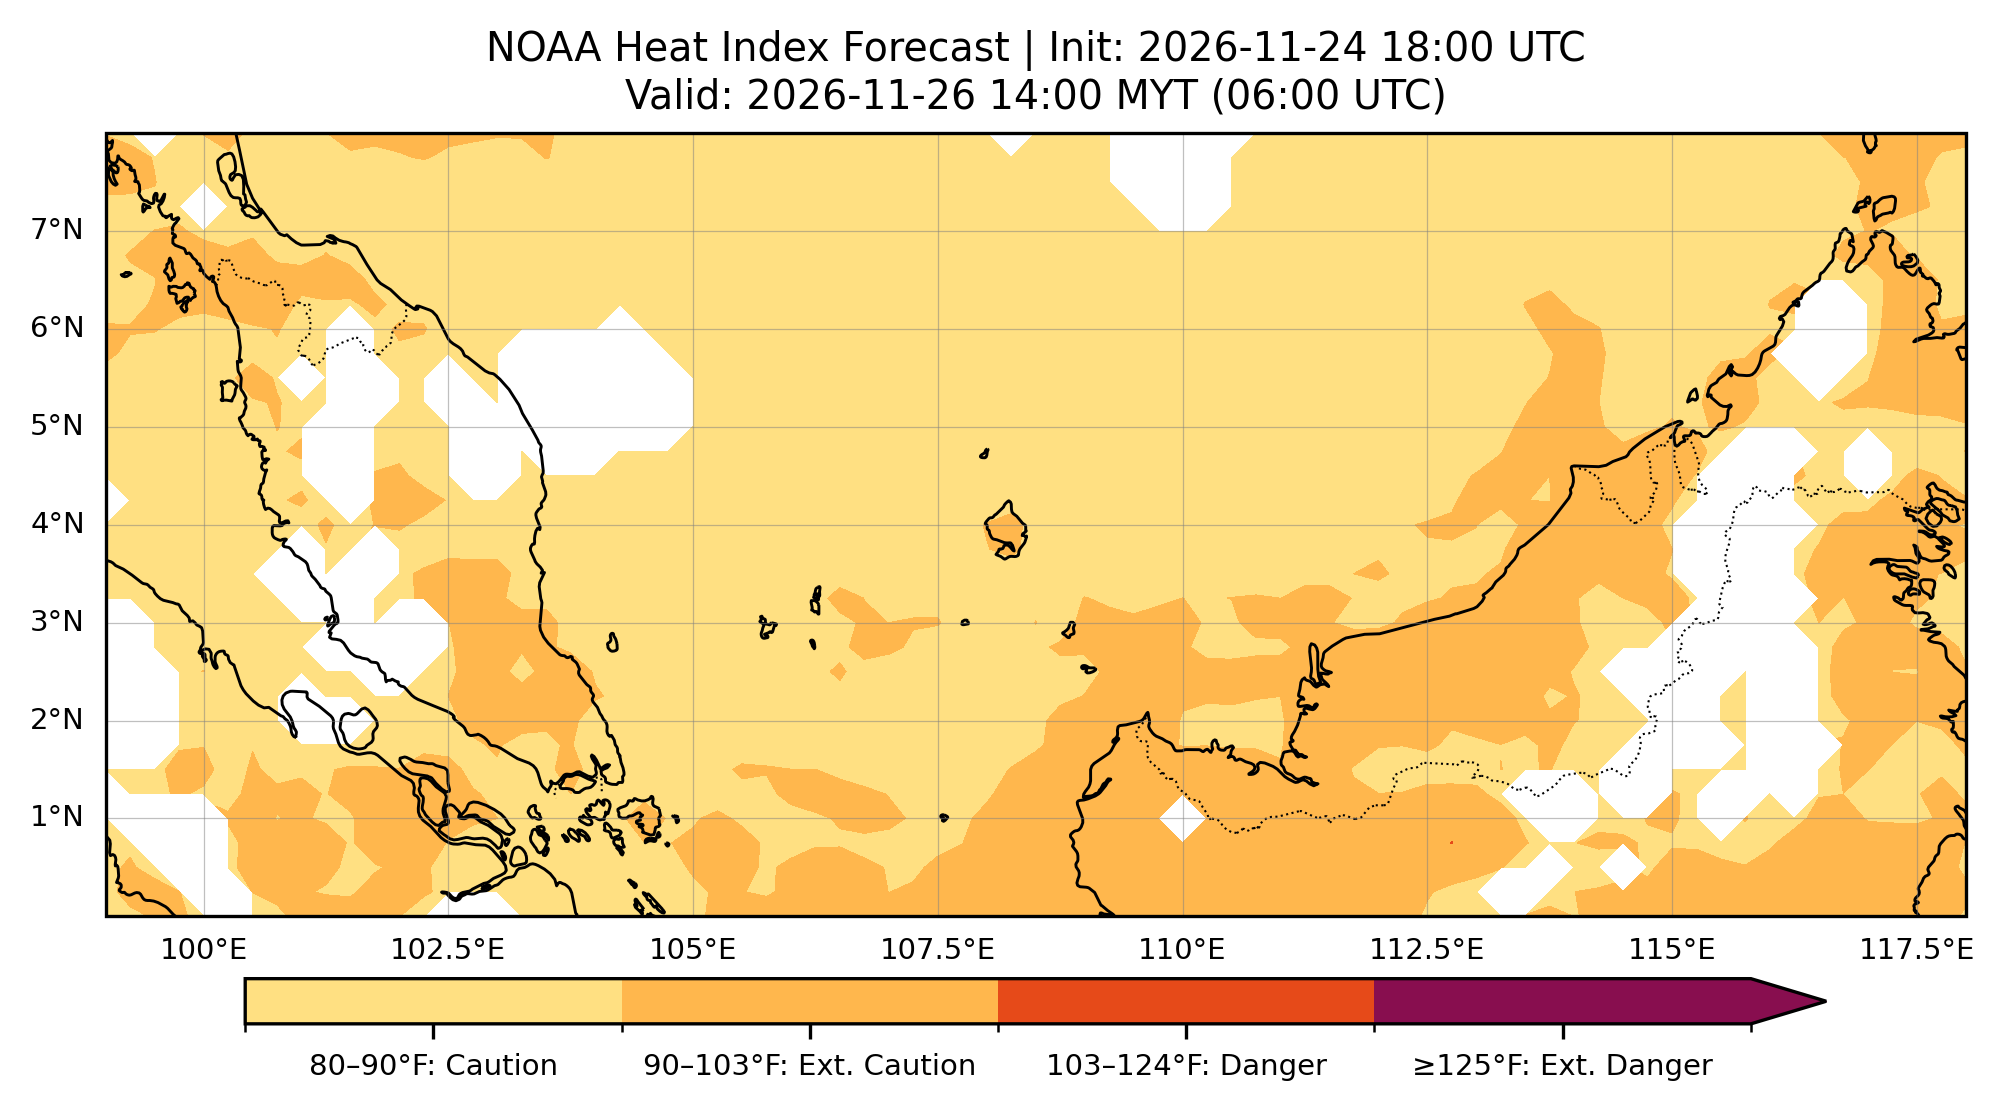 NOAA Heat Index Forecast | Init: 2026-11-24 18:00 UTC
Valid: 2026-11-26 14:00 MYT (06:00 UTC)
7°N
6°N
5°N
4°N
3°N
2°N
1°N
100°E 102.5°E 105°E 107.5°E 110°E 112.5°E 115°E 117.5°E
80–90°F: Caution 90–103°F: Ext. Caution 103–124°F: Danger ≥125°F: Ext. Danger